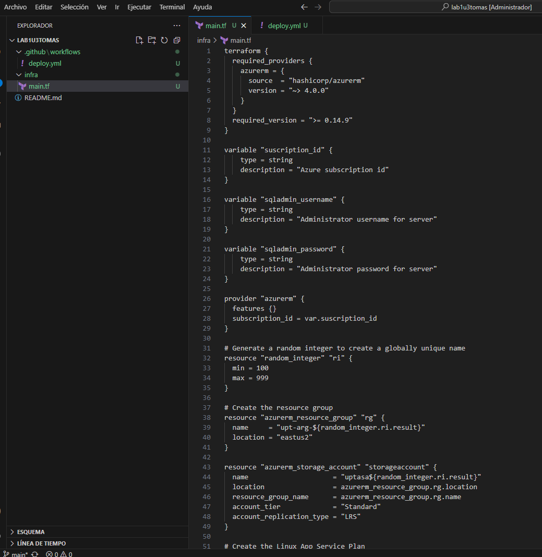 Archivo Editar Selección Ver Ir Ejecutar Terminal Ayuda
lab1u3tomas [Administrador]
EXPLORADOR
main.tf U
deploy.yml U
LAB1U3TOMAS
.github\workflows
deploy.yml U
infra
main.tf U
README.md
infra > main.tf
1 terraform {
2 required_providers {
3 azurerm = {
4 source = "hashicorp/azurerm"
5 version = "~> 4.0.0"
6 }
7 }
8 required_version = ">= 0.14.9"
9 }
10
11 variable "suscription_id" {
12 type = string
13 description = "Azure subscription id"
14 }
15
16 variable "sqladmin_username" {
17 type = string
18 description = "Administrator username for server"
19 }
20
21 variable "sqladmin_password" {
22 type = string
23 description = "Administrator password for server"
24 }
25
26 provider "azurerm" {
27 features {}
28 subscription_id = var.suscription_id
29 }
30
31 # Generate a random integer to create a globally unique name
32 resource "random_integer" "ri" {
33 min = 100
34 max = 999
35 }
36
37 # Create the resource group
38 resource "azurerm_resource_group" "rg" {
39 name = "upt-arg-${random_integer.ri.result}"
40 location = "eastus2"
41 }
42
43 resource "azurerm_storage_account" "storageaccount" {
44 name = "uptasa${random_integer.ri.result}"
45 location = azurerm_resource_group.rg.location
46 resource_group_name = azurerm_resource_group.rg.name
47 account_tier = "Standard"
48 account_replication_type = "LRS"
49 }
50
51 # Create the Linux App Service Plan
ESQUEMA
LÍNEA DE TIEMPO
main* 0 0